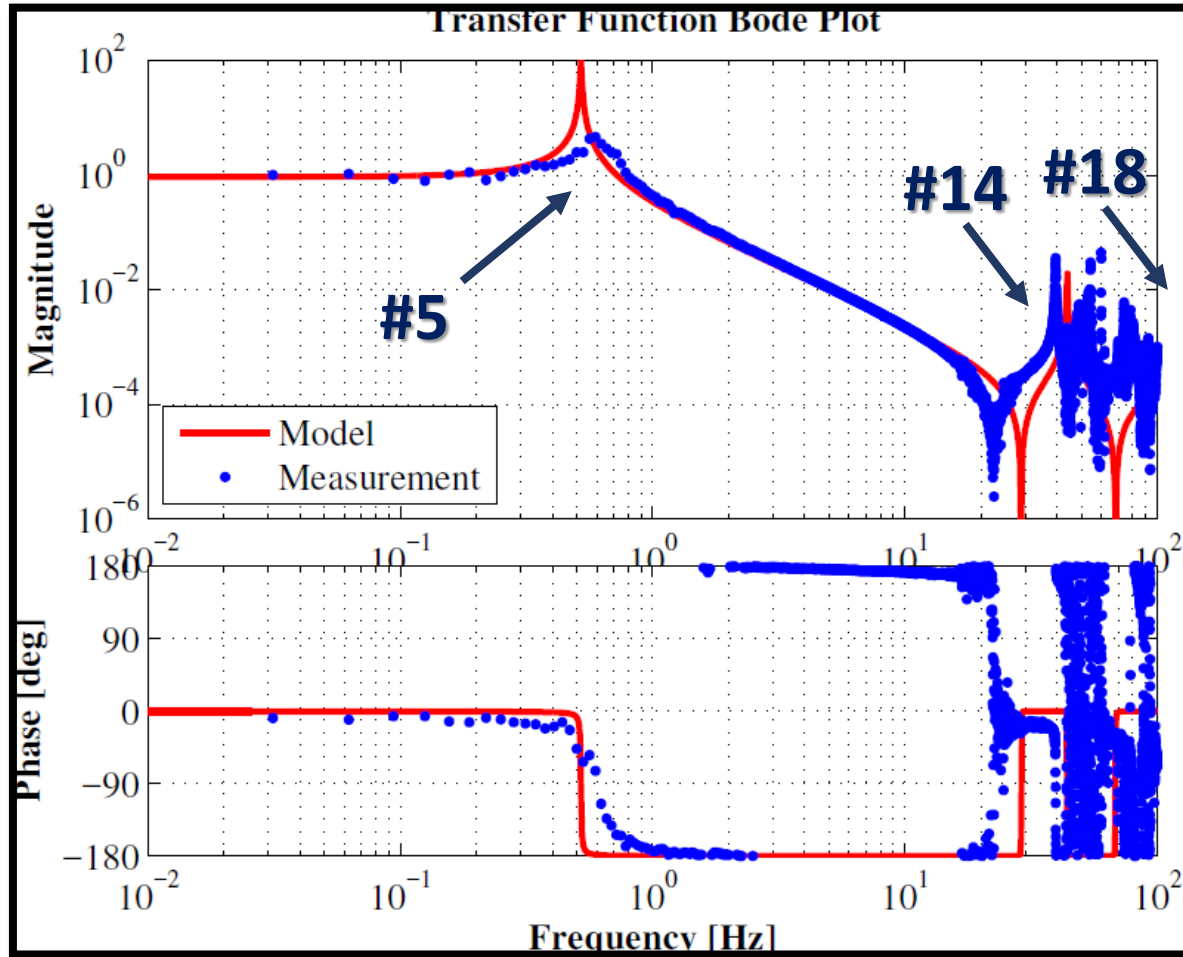 Transfer Function Bode Plot
10^2
10^0
10^-2
10^-4
10^-6
Magnitude
#5
#14
#18
Model
Measurement
10^-2 10^-1 10^0 10^1 10^2
180
90
0
-90
-180
Phase [deg]
10^-2 10^-1 10^0 10^1 10^2
Frequency [Hz]